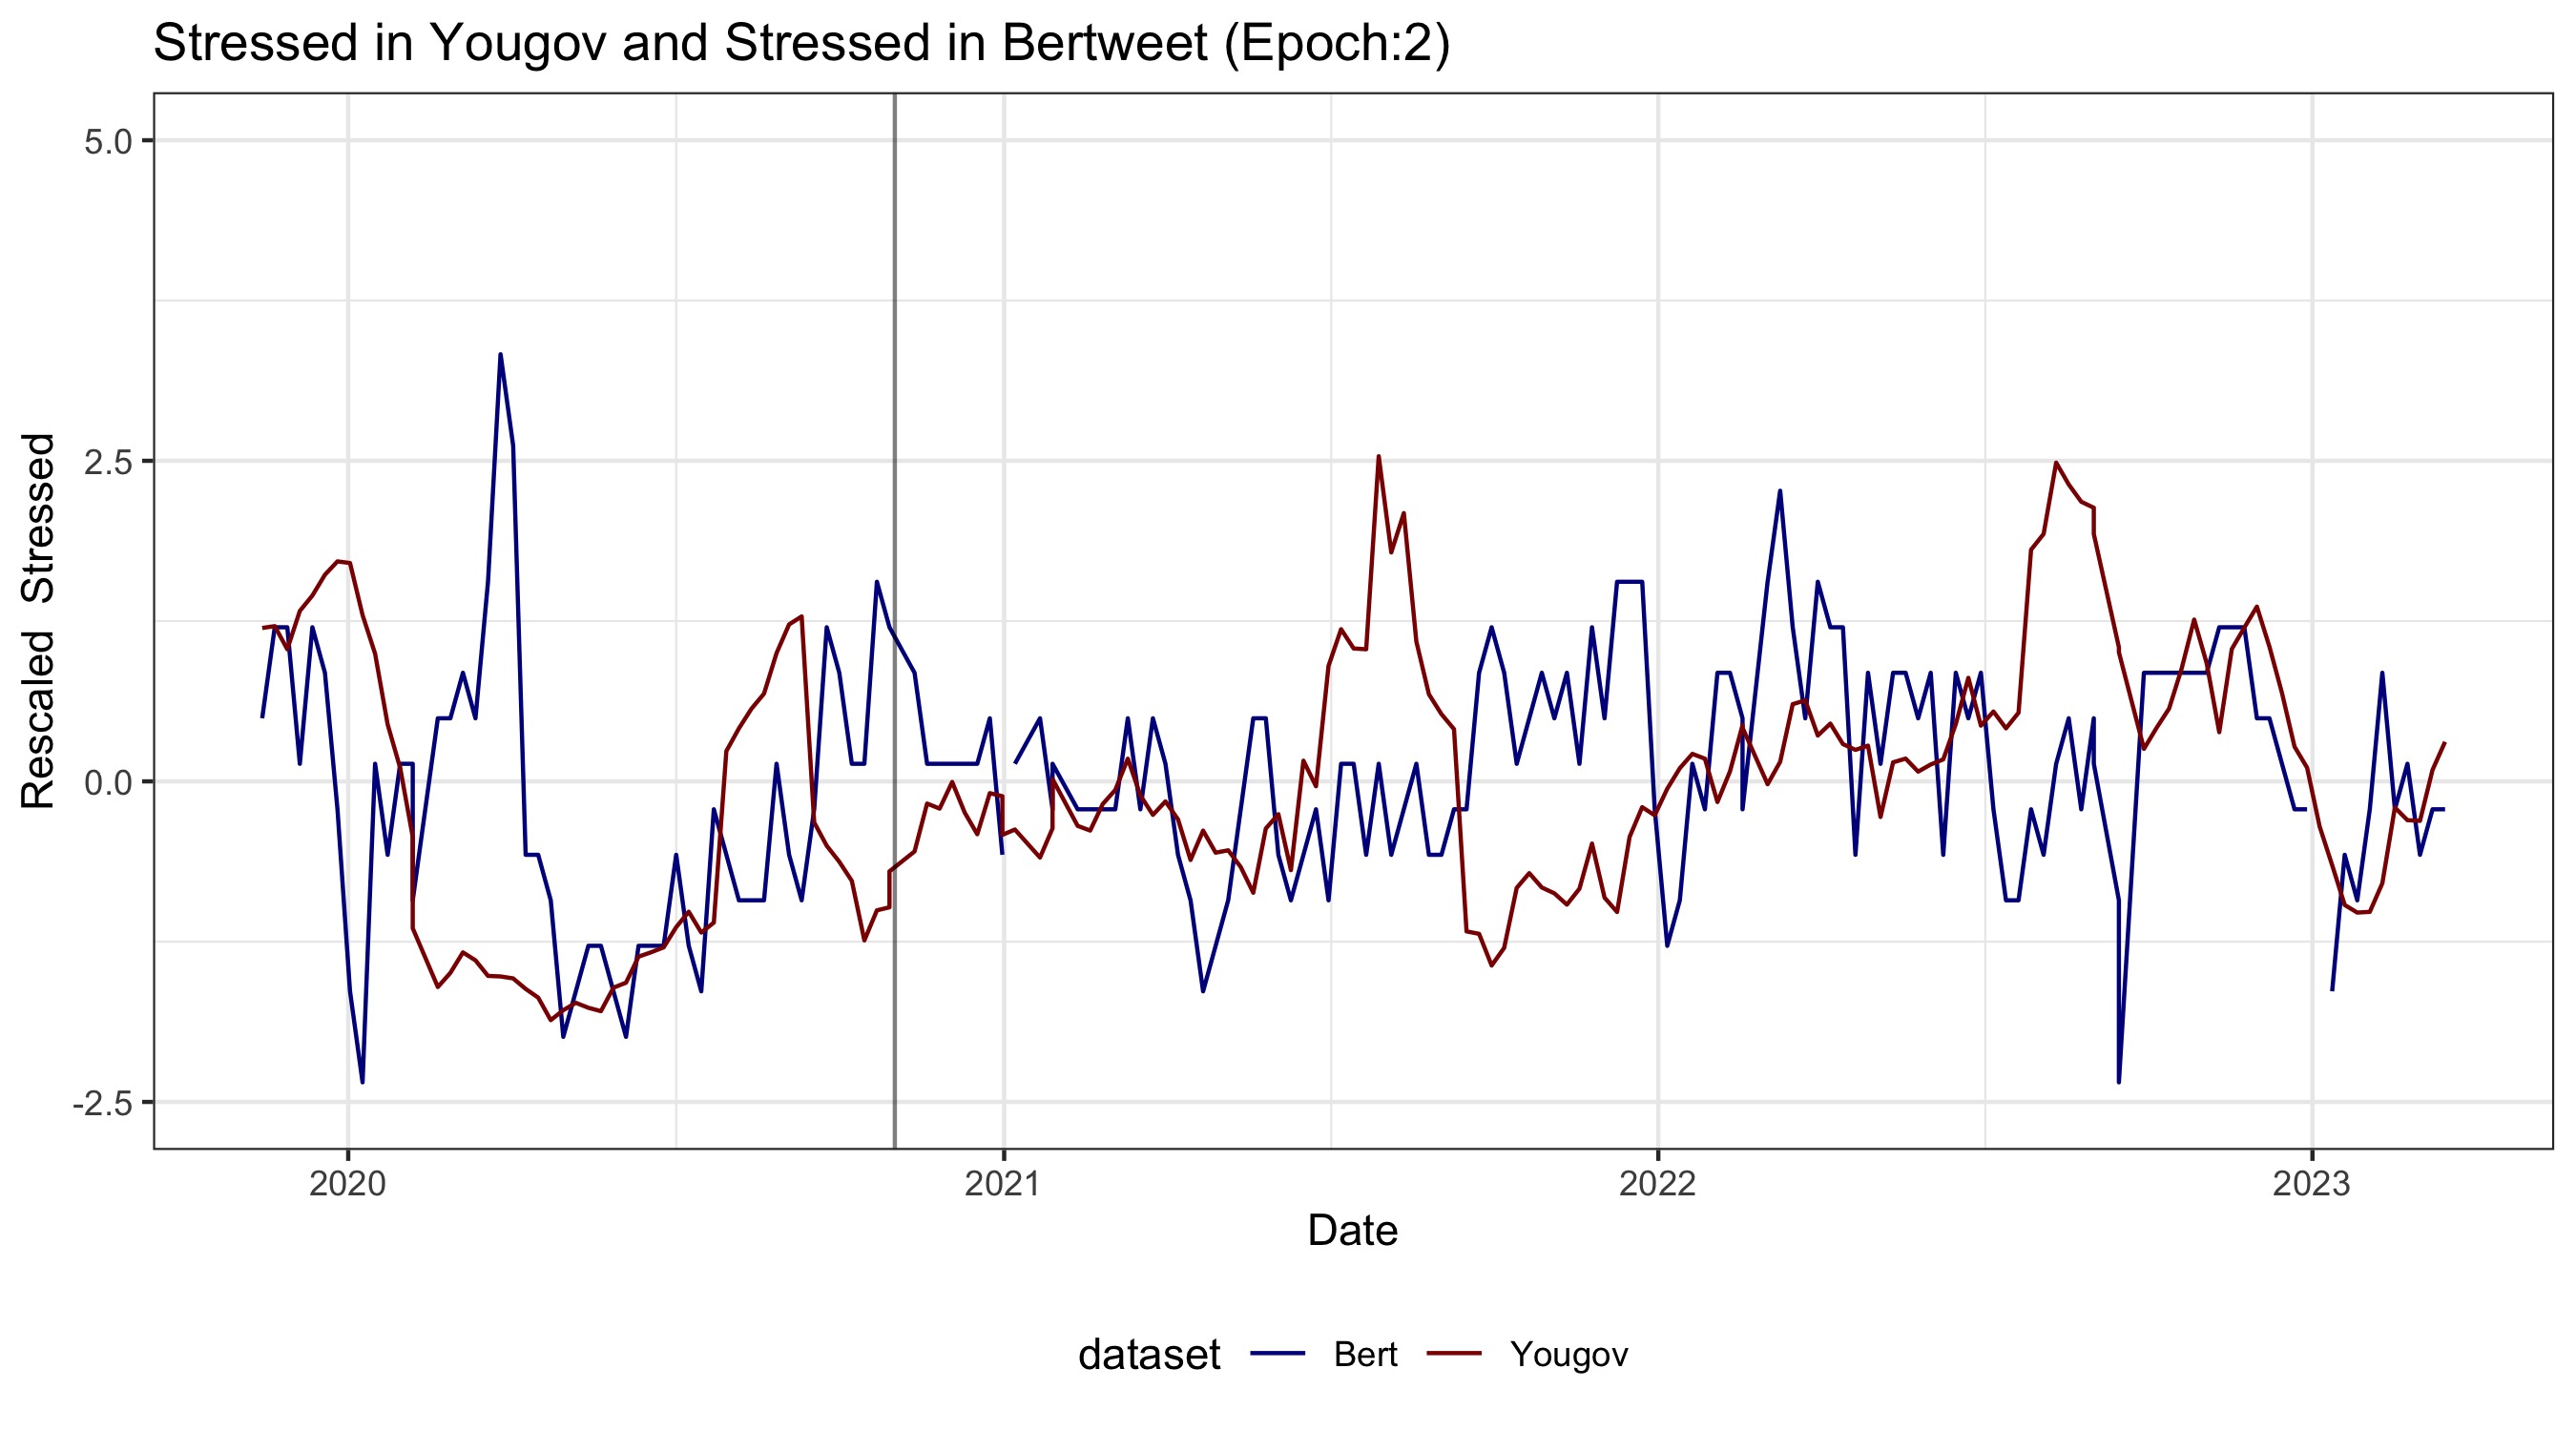 Stressed in Yougov and Stressed in Bertweet (Epoch:2)
Rescaled Stressed
5.0
2.5
0.0
-2.5
2020 2021 2022 2023
Date
dataset Bert Yougov